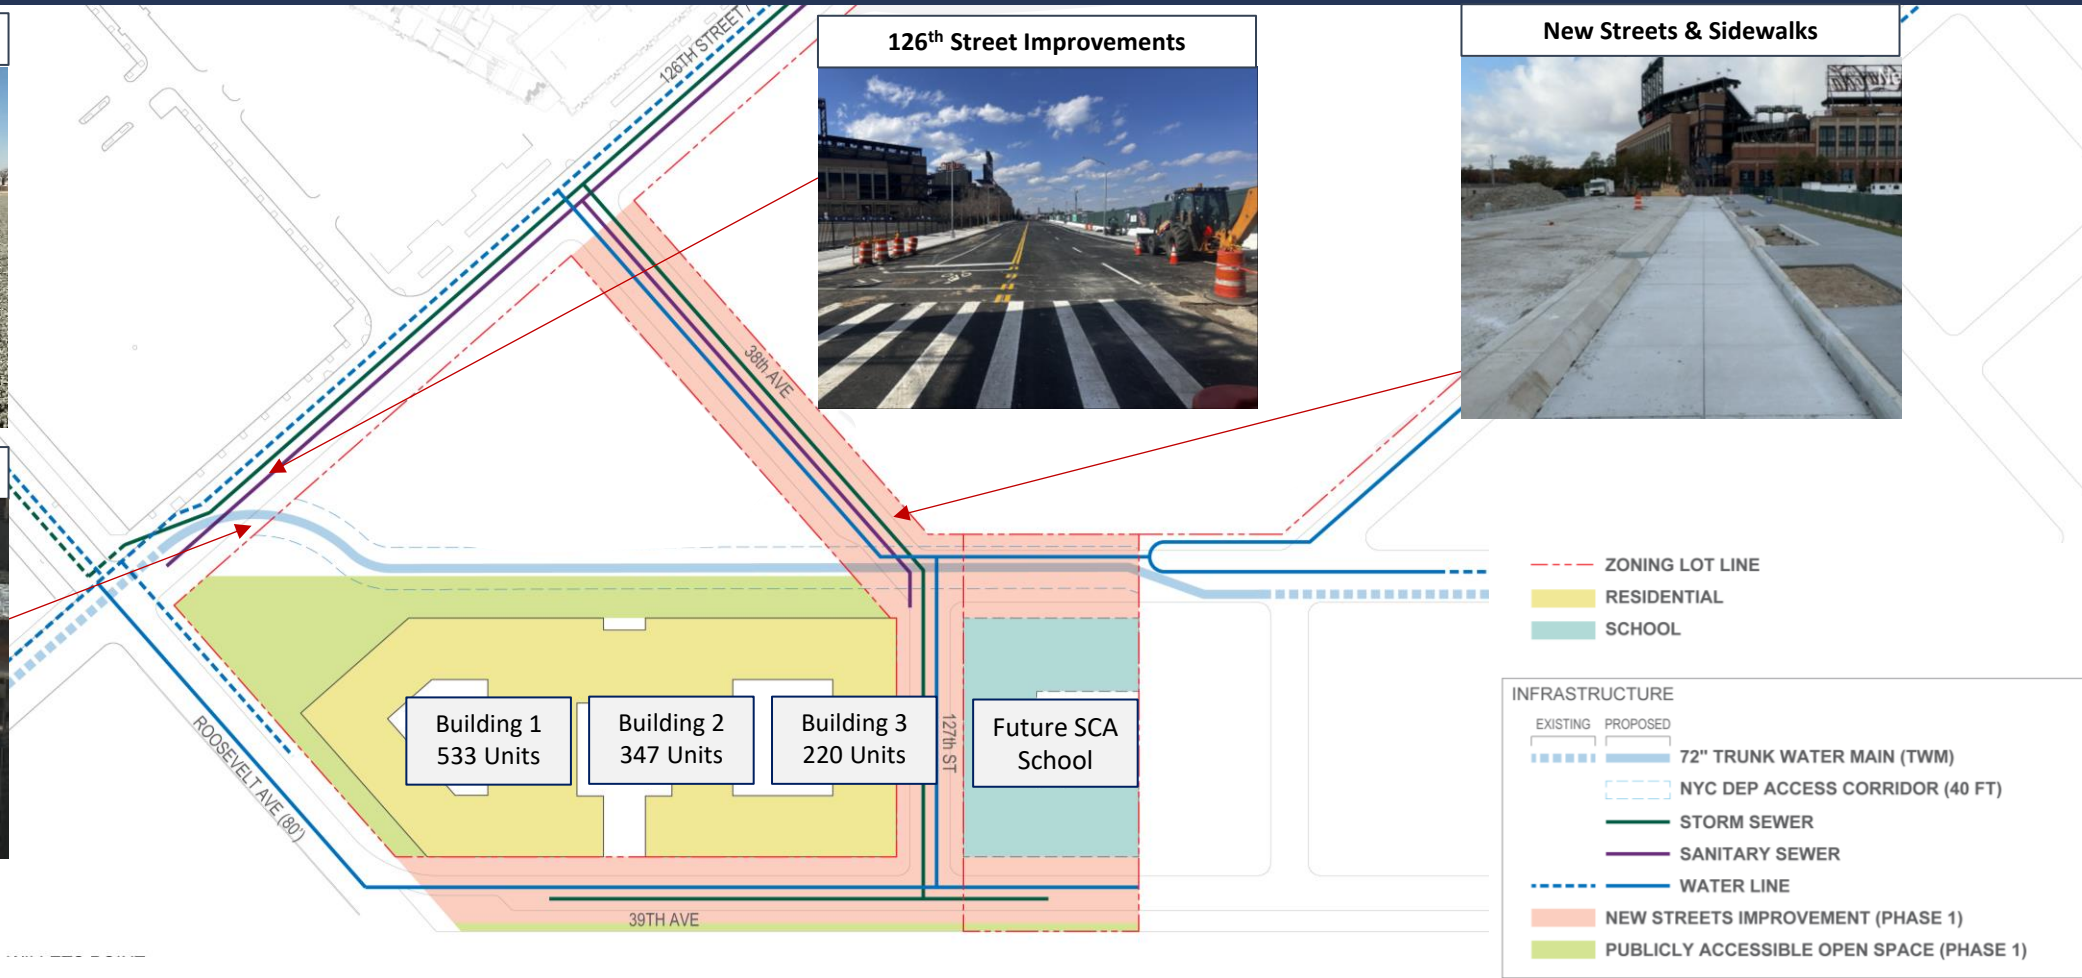 126th Street Improvements
New Streets & Sidewalks
126TH STREET /
38th AVE
ROOSEVELT AVE (80')
127th ST
39TH AVE
Building 1
533 Units
Building 2
347 Units
Building 3
220 Units
Future SCA
School
ZONING LOT LINE
RESIDENTIAL
SCHOOL
INFRASTRUCTURE
EXISTING PROPOSED
72" TRUNK WATER MAIN (TWM)
NYC DEP ACCESS CORRIDOR (40 FT)
STORM SEWER
SANITARY SEWER
WATER LINE
NEW STREETS IMPROVEMENT (PHASE 1)
PUBLICLY ACCESSIBLE OPEN SPACE (PHASE 1)